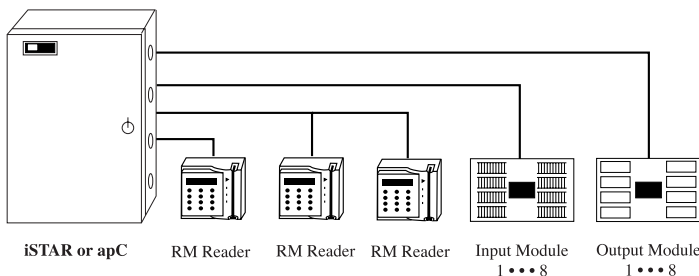 iSTAR or apC
RM Reader
RM Reader
RM Reader
Input Module
1 • • • 8
Output Module
1 • • • 8